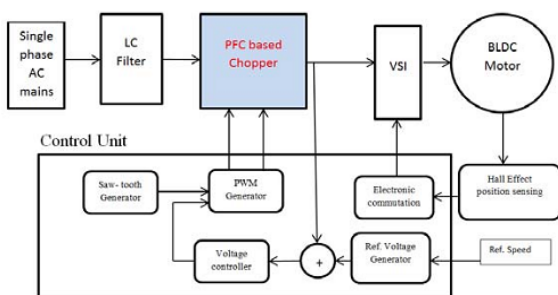 Single
phase
AC
mains
LC
Filter
PFC based
Chopper
VSI
BLDC
Motor
Control Unit
Saw- tooth
Generator
PWM
Generator
Electronic
commutation
Hall Effect
position sensing
Voltage
controller
+
Ref. Voltage
Generator
Ref. Speed